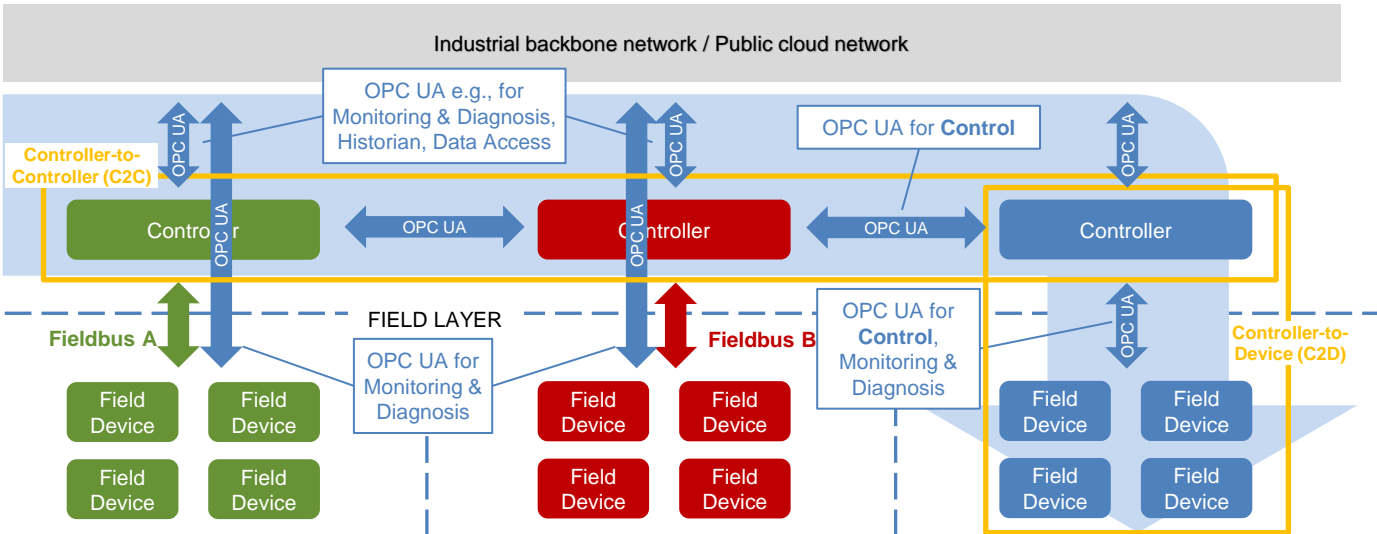 Industrial backbone network / Public cloud network
OPC UA e.g., for
Monitoring & Diagnosis,
Historian, Data Access
OPC UA for Control
OPC UA
OPC UA
OPC UA
Controller-to-
Controller (C2C)
Controller
OPC UA
OPC UA
Controller
OPC UA
OPC UA
Controller
FIELD LAYER
Fieldbus A
Fieldbus B
OPC UA for
Monitoring &
Diagnosis
OPC UA for
Control,
Monitoring &
Diagnosis
OPC UA
Controller-to-
Device (C2D)
Field
Device
Field
Device
Field
Device
Field
Device
Field
Device
Field
Device
Field
Device
Field
Device
Field
Device
Field
Device
Field
Device
Field
Device